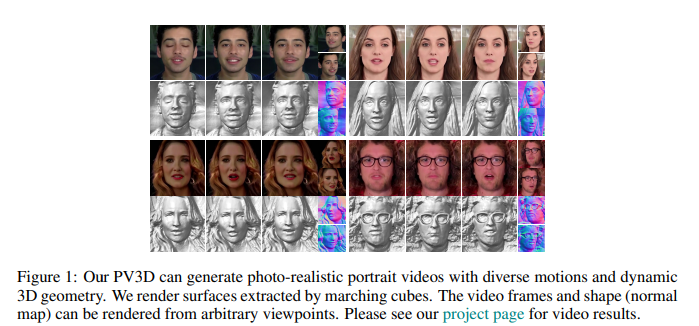 Figure 1: Our PV3D can generate photo-realistic portrait videos with diverse motions and dynamic
3D geometry. We render surfaces extracted by marching cubes. The video frames and shape (normal
map) can be rendered from arbitrary viewpoints. Please see our project page for video results.